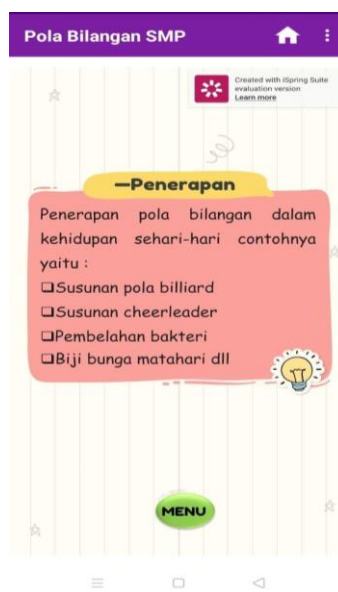 Pola Bilangan SMP
Created with iSpring Suite
evaluation version
Learn more
—Penerapan
Penerapan pola bilangan dalam
kehidupan sehari-hari contohnya
yaitu :
❑Susunan pola billiard
❑Susunan cheerleader
❑Pembelahan bakteri
❑Biji bunga matahari dll
MENU